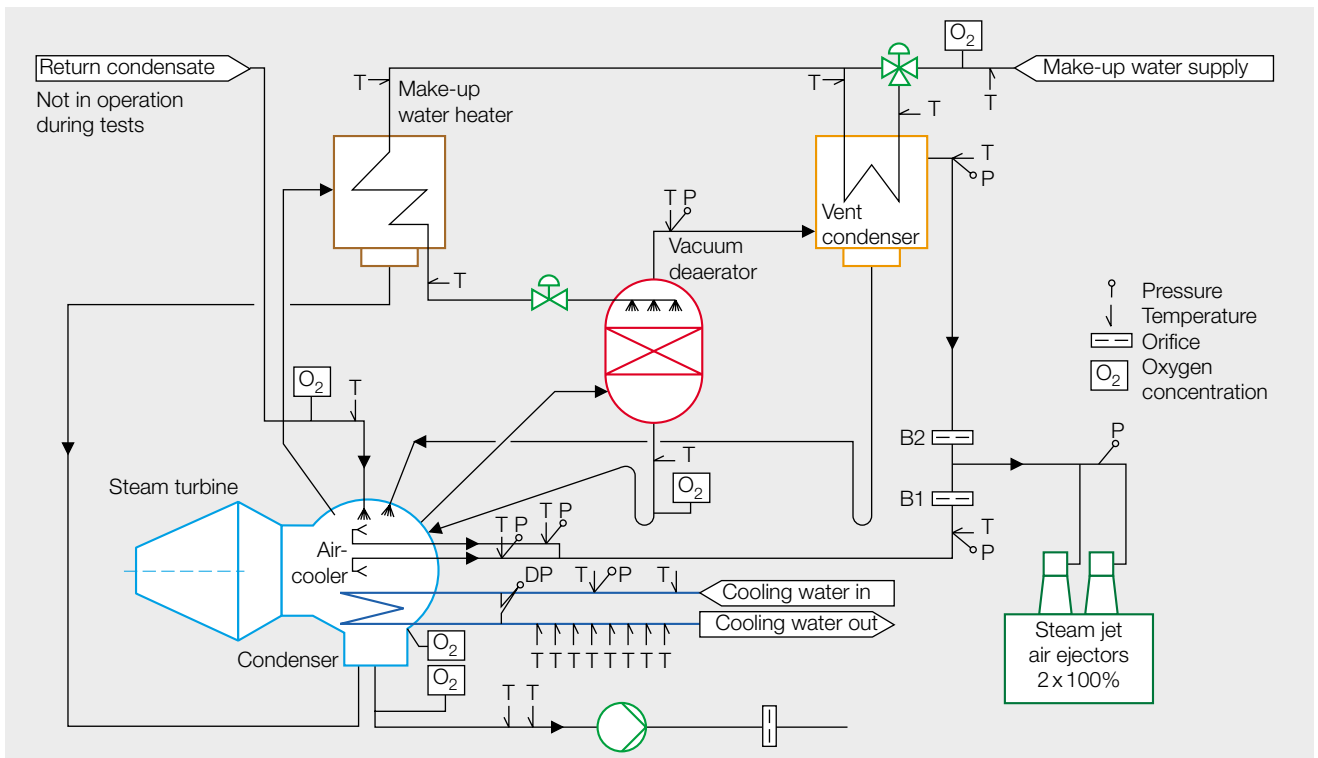 O2
Return condensate
Make-up water supply
Not in operation
during tests
T
Make-up
water heater
T
T
T
T
P
T P
Vent
condenser
Vacuum
deaerator
T
Pressure
Temperature
Orifice
O2
Oxygen
concentration
O2
T
B2
P
T
O2
Steam turbine
B1
T P
T P
T
P
Air-
cooler
DP
T
P
T
Cooling water in
Cooling water out
T T T T T T T T
Steam jet
air ejectors
2 x 100%
O2
Condenser
O2
T T